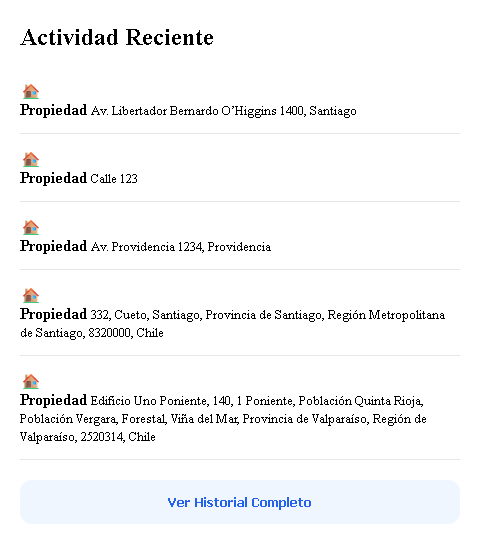 Actividad Reciente
Propiedad Av. Libertador Bernardo O’Higgins 1400, Santiago
Propiedad Calle 123
Propiedad Av. Providencia 1234, Providencia
Propiedad 332, Cueto, Santiago, Provincia de Santiago, Región Metropolitana
de Santiago, 8320000, Chile
Propiedad Edificio Uno Poniente, 140, 1 Poniente, Población Quinta Rioja,
Población Vergara, Forestal, Viña del Mar, Provincia de Valparaíso, Región de
Valparaíso, 2520314, Chile
Ver Historial Completo